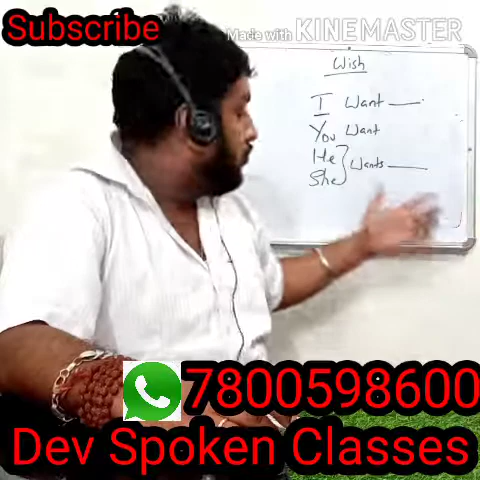 Subscribe
Made with KINEMASTER
Wish
I Want
You Want
He
She
Wants
7800598600
Dev Spoken Classes